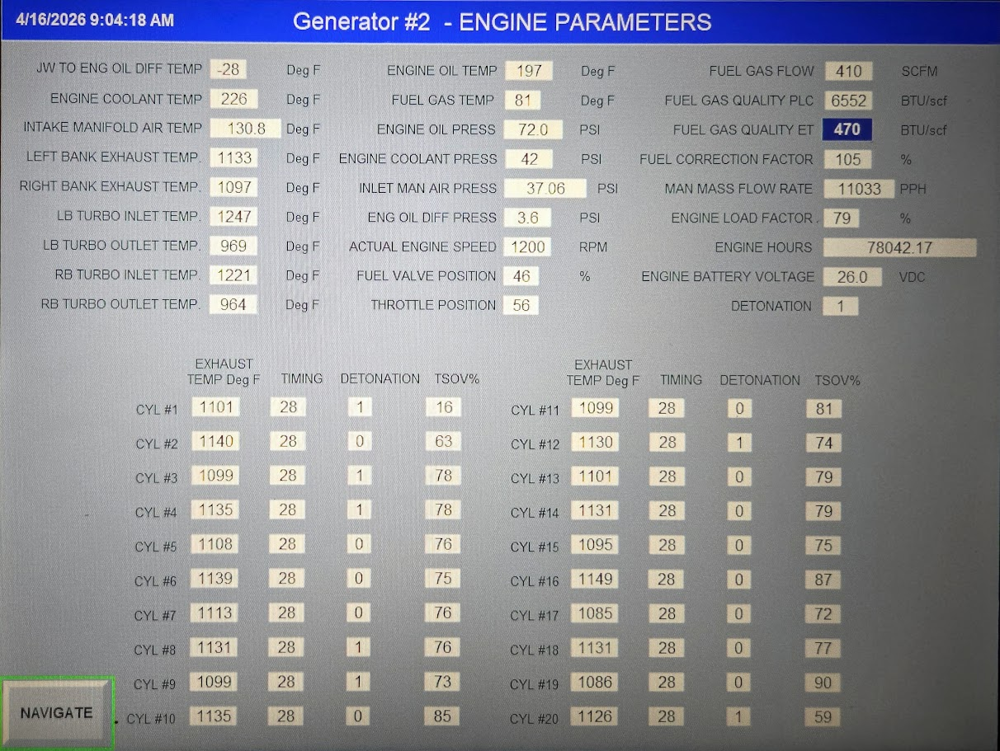 4/16/2026 9:04:18 AM Generator #2 - ENGINE PARAMETERS
JW TO ENG OIL DIFF TEMP -28 Deg F ENGINE OIL TEMP 197 Deg F FUEL GAS FLOW 410 SCFM
ENGINE COOLANT TEMP 226 Deg F FUEL GAS TEMP 81 Deg F FUEL GAS QUALITY PLC 6552 BTU/scf
INTAKE MANIFOLD AIR TEMP 130.8 Deg F ENGINE OIL PRESS 72.0 PSI FUEL GAS QUALITY ET 470 BTU/scf
LEFT BANK EXHAUST TEMP. 1133 Deg F ENGINE COOLANT PRESS 42 PSI FUEL CORRECTION FACTOR 105 %
RIGHT BANK EXHAUST TEMP. 1097 Deg F INLET MAN AIR PRESS 37.06 PSI MAN MASS FLOW RATE 11033 PPH
LB TURBO INLET TEMP. 1247 Deg F ENG OIL DIFF PRESS 3.6 PSI ENGINE LOAD FACTOR. 79 %
LB TURBO OUTLET TEMP. 969 Deg F ACTUAL ENGINE SPEED 1200 RPM ENGINE HOURS 78042.17
RB TURBO INLET TEMP. 1221 Deg F FUEL VALVE POSITION 46 % ENGINE BATTERY VOLTAGE 26.0 VDC
RB TURBO OUTLET TEMP. 964 Deg F THROTTLE POSITION 56 DETONATION 1
EXHAUST EXHAUST
TEMP Deg F TIMING DETONATION TSOV% TEMP Deg F TIMING DETONATION TSOV%
CYL #1 1101 28 1 16 CYL #11 1099 28 0 81
CYL #2 1140 28 0 63 CYL #12 1130 28 1 74
CYL #3 1099 28 1 78 CYL #13 1101 28 0 79
CYL #4 1135 28 1 78 CYL #14 1131 28 0 79
CYL #5 1108 28 0 76 CYL #15 1095 28 0 75
CYL #6 1139 28 0 75 CYL #16 1149 28 0 87
CYL #7 1113 28 0 76 CYL #17 1085 28 0 72
CYL #8 1131 28 1 76 CYL #18 1131 28 0 77
CYL #9 1099 28 1 73 CYL #19 1086 28 0 90
CYL #10 1135 28 0 85 CYL #20 1126 28 1 59
NAVIGATE